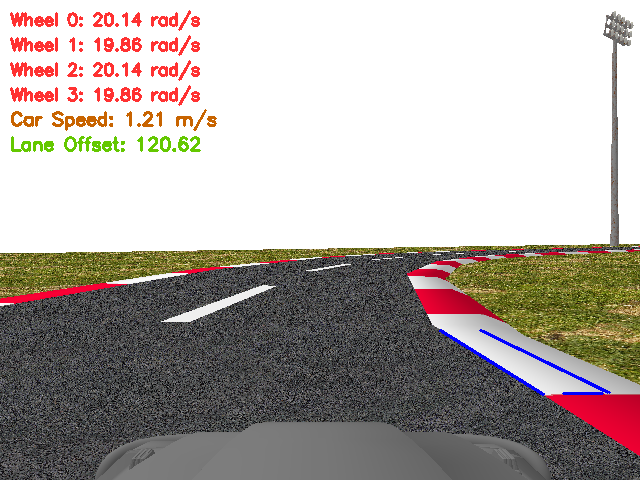 Wheel 0: 20.14 rad/s
Wheel 1: 19.86 rad/s
Wheel 2: 20.14 rad/s
Wheel 3: 19.86 rad/s
Car Speed: 1.21 m/s
Lane Offset: 120.62